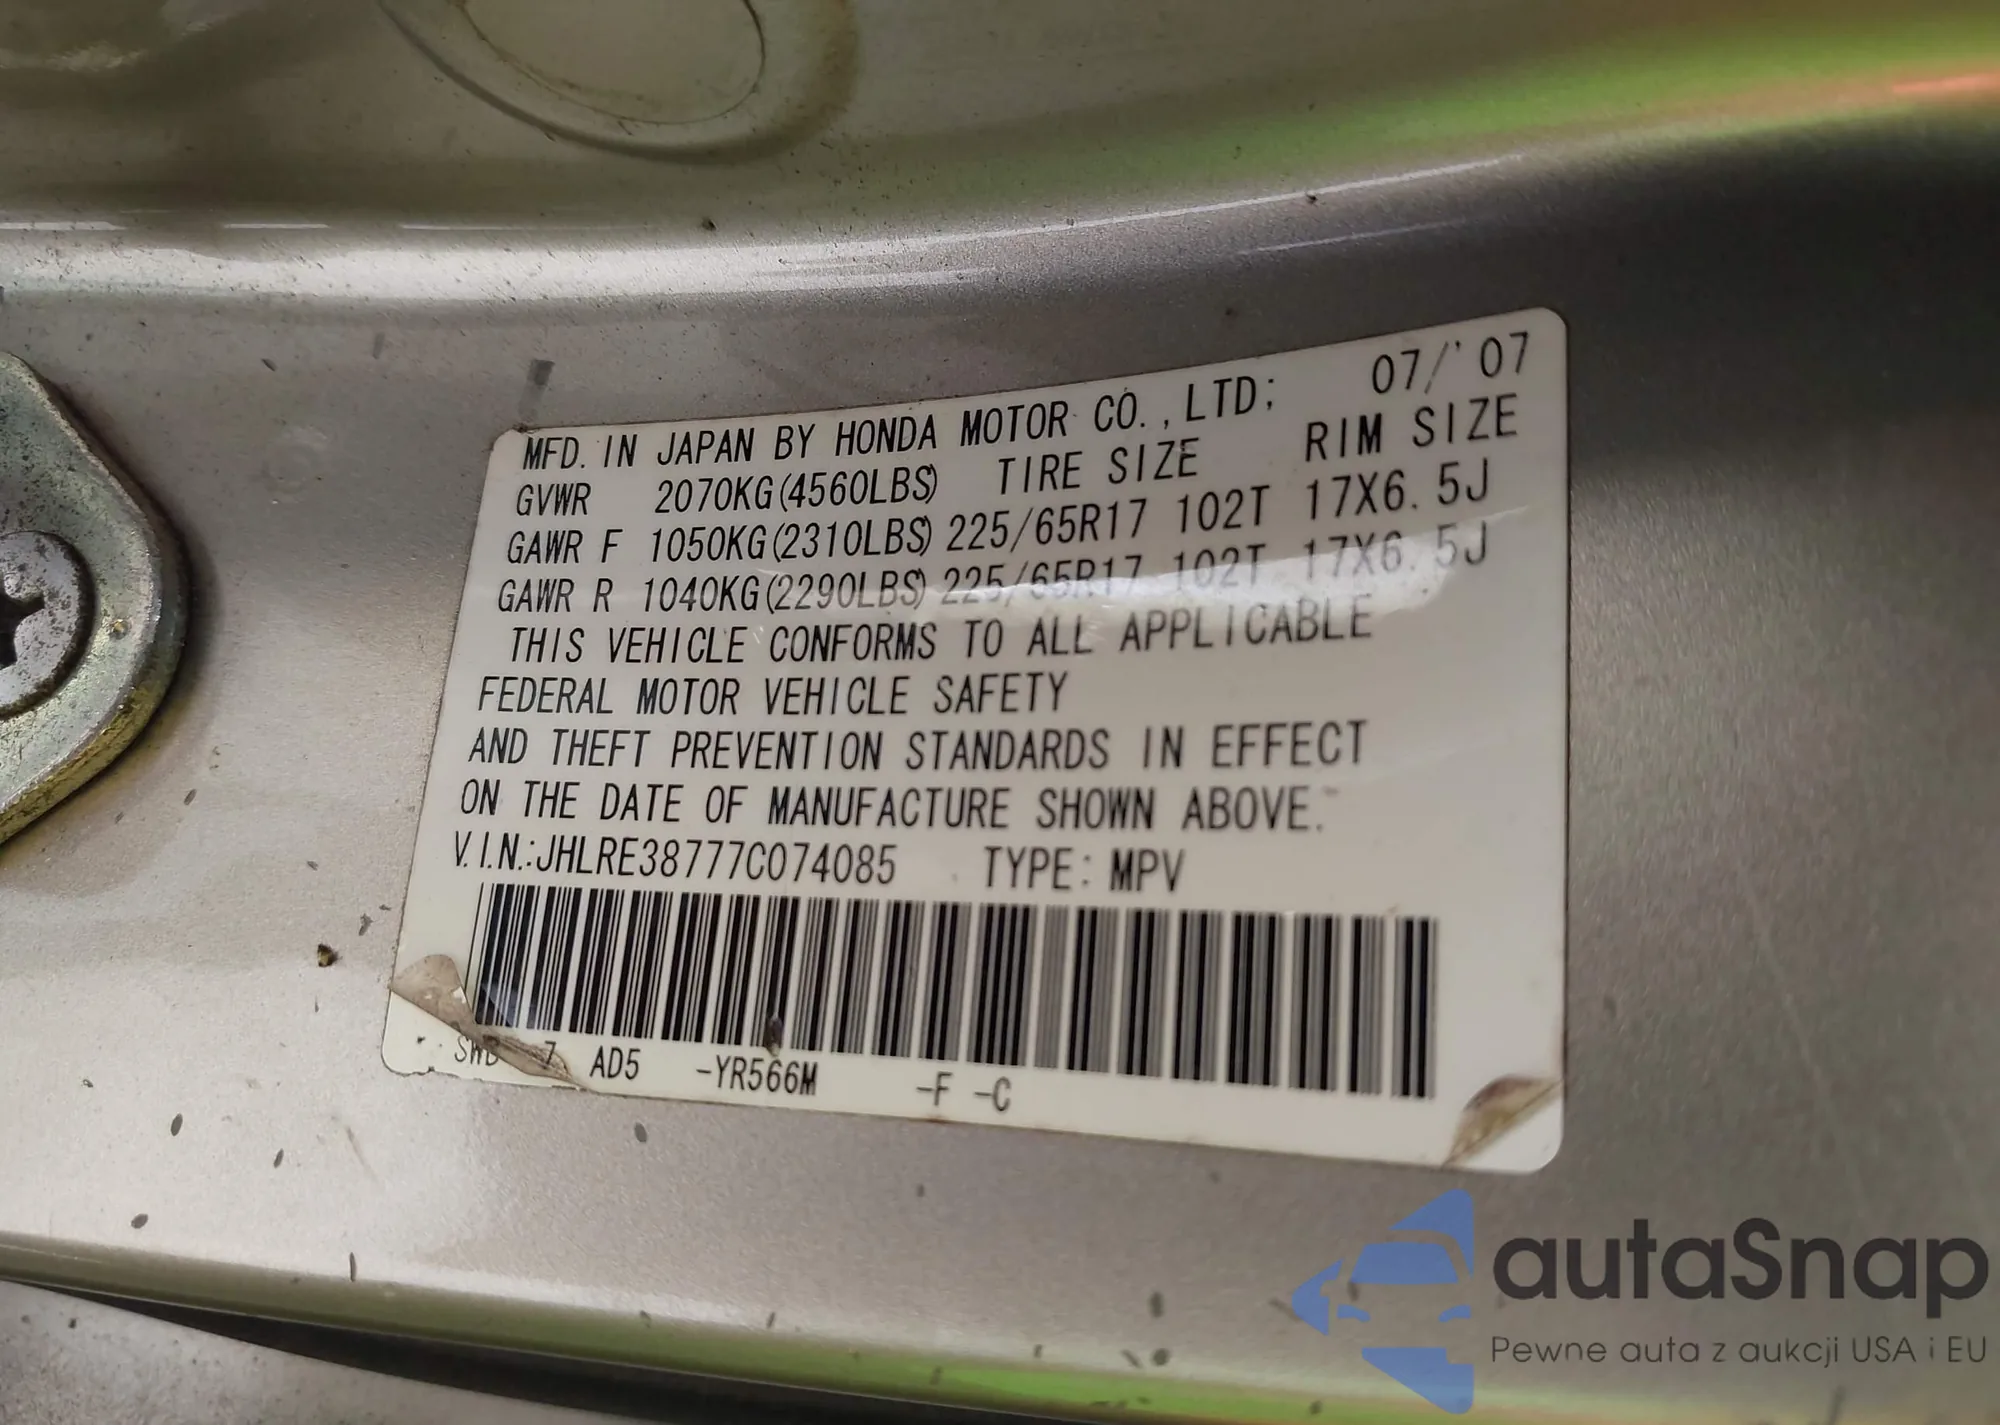 MFD. IN JAPAN BY HONDA MOTOR CO.,LTD; 07/'07
GVWR 2070KG(4560LBS) TIRE SIZE RIM SIZE
GAWR F 1050KG(2310LBS) 225/65R17 102T 17X6.5J
GAWR R 1040KG(2290LBS) 225/65R17 102T 17X6.5J
THIS VEHICLE CONFORMS TO ALL APPLICABLE
FEDERAL MOTOR VEHICLE SAFETY
AND THEFT PREVENTION STANDARDS IN EFFECT
ON THE DATE OF MANUFACTURE SHOWN ABOVE.
V.I.N.:JHLRE38777C074085 TYPE: MPV
7 AD5 -YR566M -F -C
autaSnap
Pewne auta z aukcji USA i EU